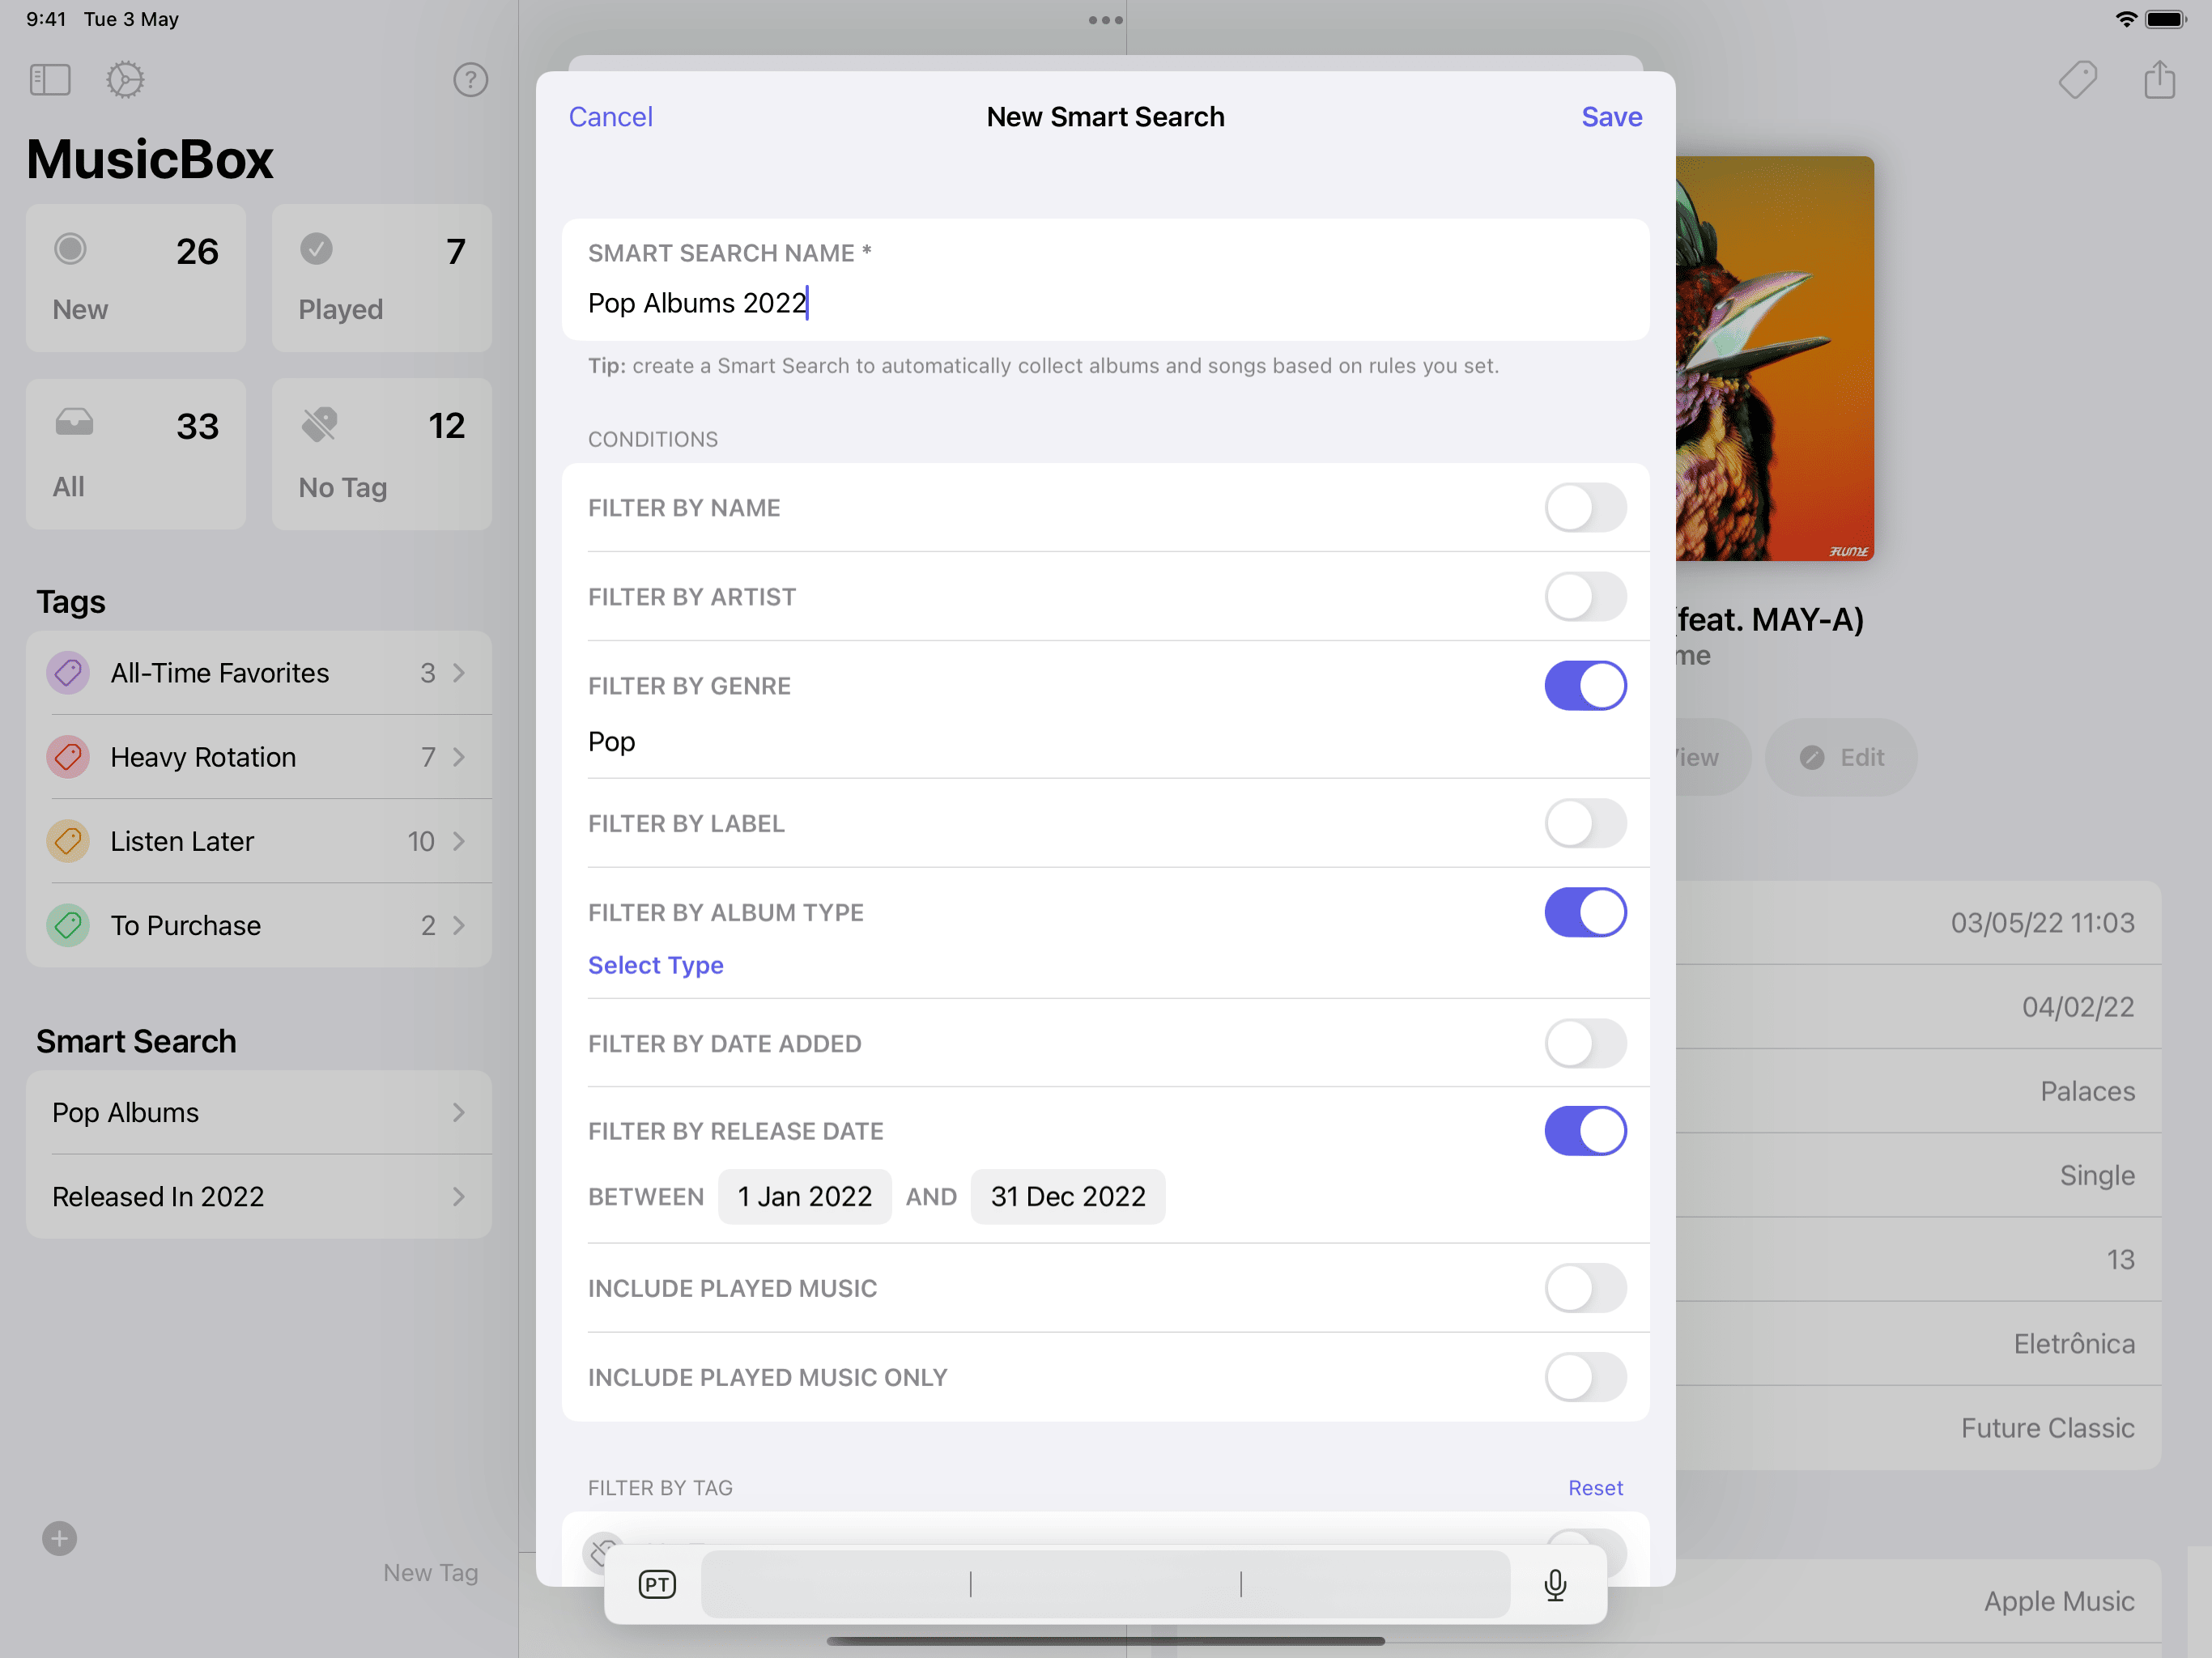 9:41 Tue 3 May
MusicBox
26
New
7
Played
33
All
12
No Tag
Tags
All-Time Favorites 3
Heavy Rotation 7
Listen Later 10
To Purchase 2
Smart Search
Pop Albums
Released In 2022
New Tag
Cancel New Smart Search Save
SMART SEARCH NAME *
Pop Albums 2022
Tip: create a Smart Search to automatically collect albums and songs based on rules you set.
CONDITIONS
FILTER BY NAME
FILTER BY ARTIST
FILTER BY GENRE
Pop
FILTER BY LABEL
FILTER BY ALBUM TYPE
Select Type
FILTER BY DATE ADDED
FILTER BY RELEASE DATE
BETWEEN 1 Jan 2022 AND 31 Dec 2022
INCLUDE PLAYED MUSIC
INCLUDE PLAYED MUSIC ONLY
FILTER BY TAG Reset
PT
FLUME
(feat. MAY-A)
Edit
03/05/22 11:03
04/02/22
Palaces
Single
13
Eletrônica
Future Classic
Apple Music